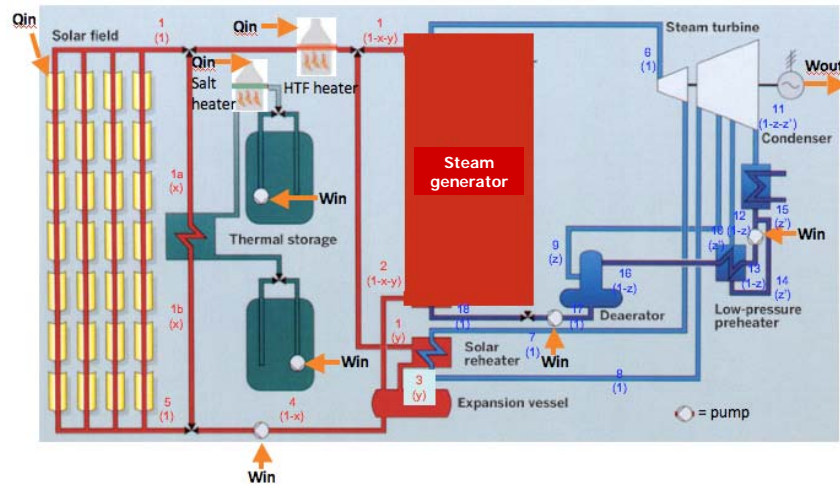 Qin
1
(1)
Solar field
Qin
1
(1-x-y)
Qin
Salt
heater
HTF heater
6
(1)
Steam turbine
Wout
11
(1-z-z')
Condenser
Steam
generator
1a
(x)
Win
Thermal storage
9
(z)
12
(1-z)
15
(z')
Win
10
(z')
13
(1-z)
14
(z')
16
(1-z)
2
(1-x-y)
1b
(x)
18
(1)
17
(1)
Deaerator
Low-pressure
preheater
1
(y)
7
(1)
Win
Solar
reheater
Win
3
(y)
8
(1)
Expansion vessel
5
(1)
4
(1-x)
= pump
Win